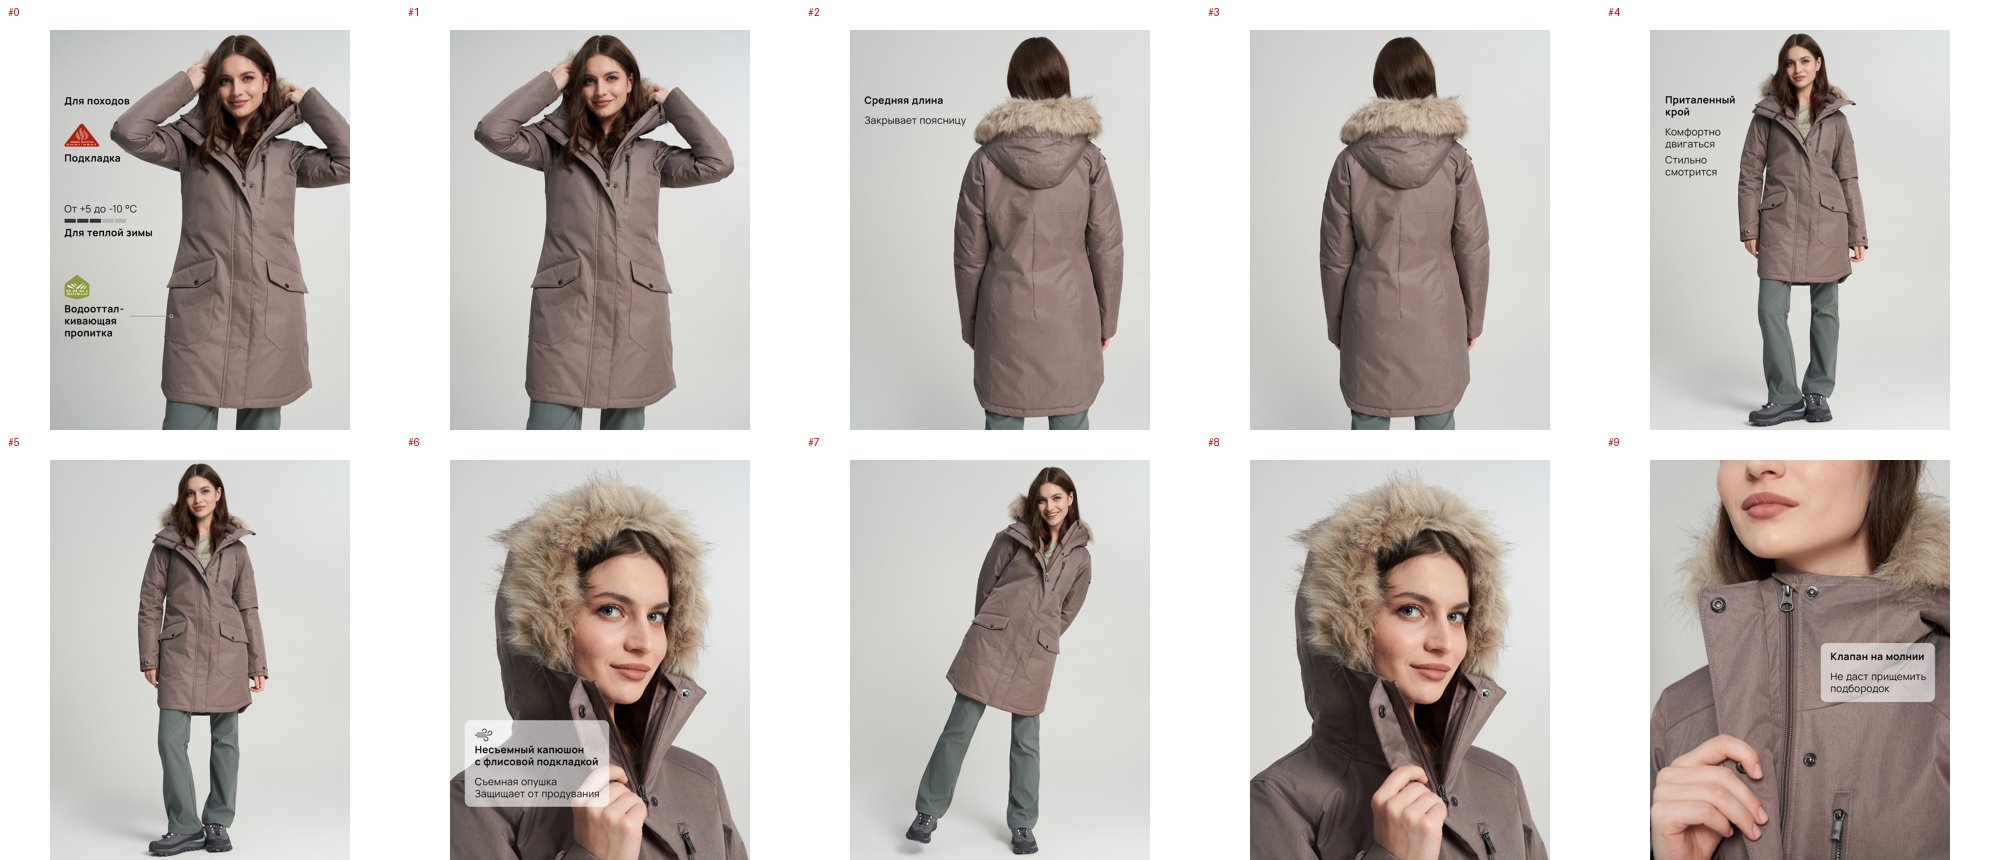 #0
#1
#2
#3
#4
Для походов
Подкладка
От +5 до -10 °C
Для теплой зимы
Водооттал-
кивающая
пропитка
Средняя длина
Закрывает поясницу
Приталенный
крой
Комфортно
двигаться
Стильно
смотрится
#5
#6
#7
#8
#9
Несъемный капюшон
с флисовой подкладкой
Съемная опушка
Защищает от продувания
Клапан на молнии
Не даст прищемить
подбородок